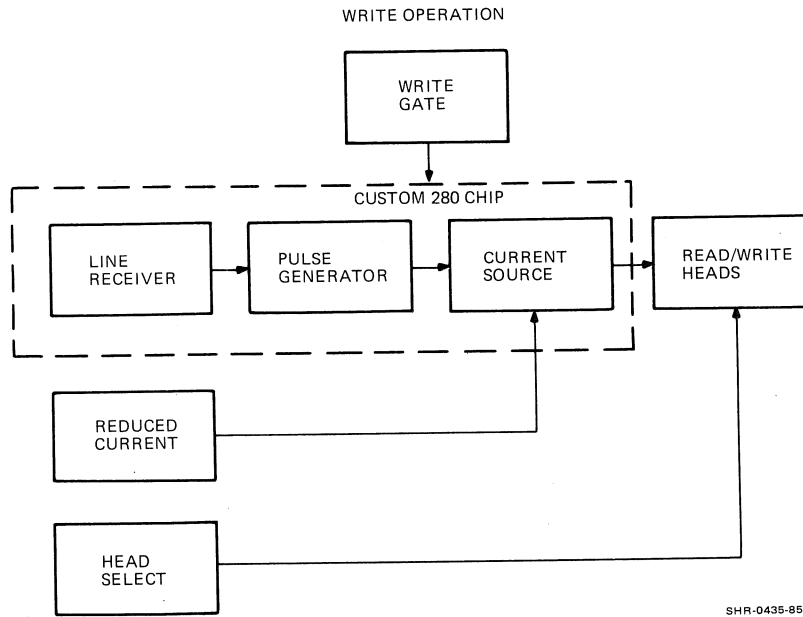 WRITE OPERATION
WRITE
GATE
CUSTOM 280 CHIP
LINE
RECEIVER
PULSE
GENERATOR
CURRENT
SOURCE
READ/WRITE
HEADS
REDUCED
CURRENT
HEAD
SELECT
SHR-0435-85